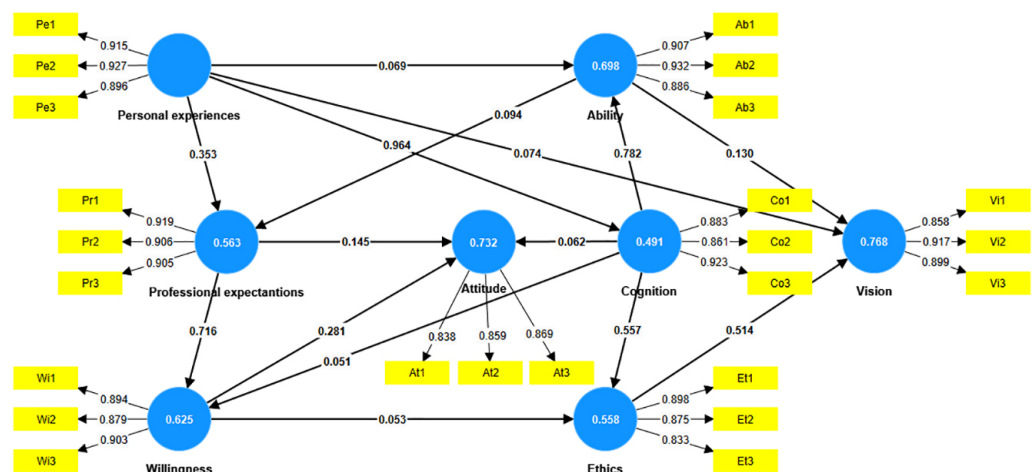 Pe1
Pe2
Pe3
0.915
0.927
0.896
Personal experiences
0.069
0.698
Ability
Ab1
Ab2
Ab3
0.907
0.932
0.886
0.353
0.964
0.094
0.074
0.782
0.130
Pr1
Pr2
Pr3
0.919
0.906
0.905
0.563
Professional expectantions
0.145
0.732
Attitude
0.062
0.491
Cognition
Co1
Co2
Co3
0.883
0.861
0.923
0.768
Vision
Vi1
Vi2
Vi3
0.858
0.917
0.899
0.716
0.281
0.051
0.838
0.859
0.869
At1
At2
At3
0.557
0.514
Wi1
Wi2
Wi3
0.894
0.879
0.903
0.625
Willingness
0.053
0.558
Ethics
Et1
Et2
Et3
0.898
0.875
0.833